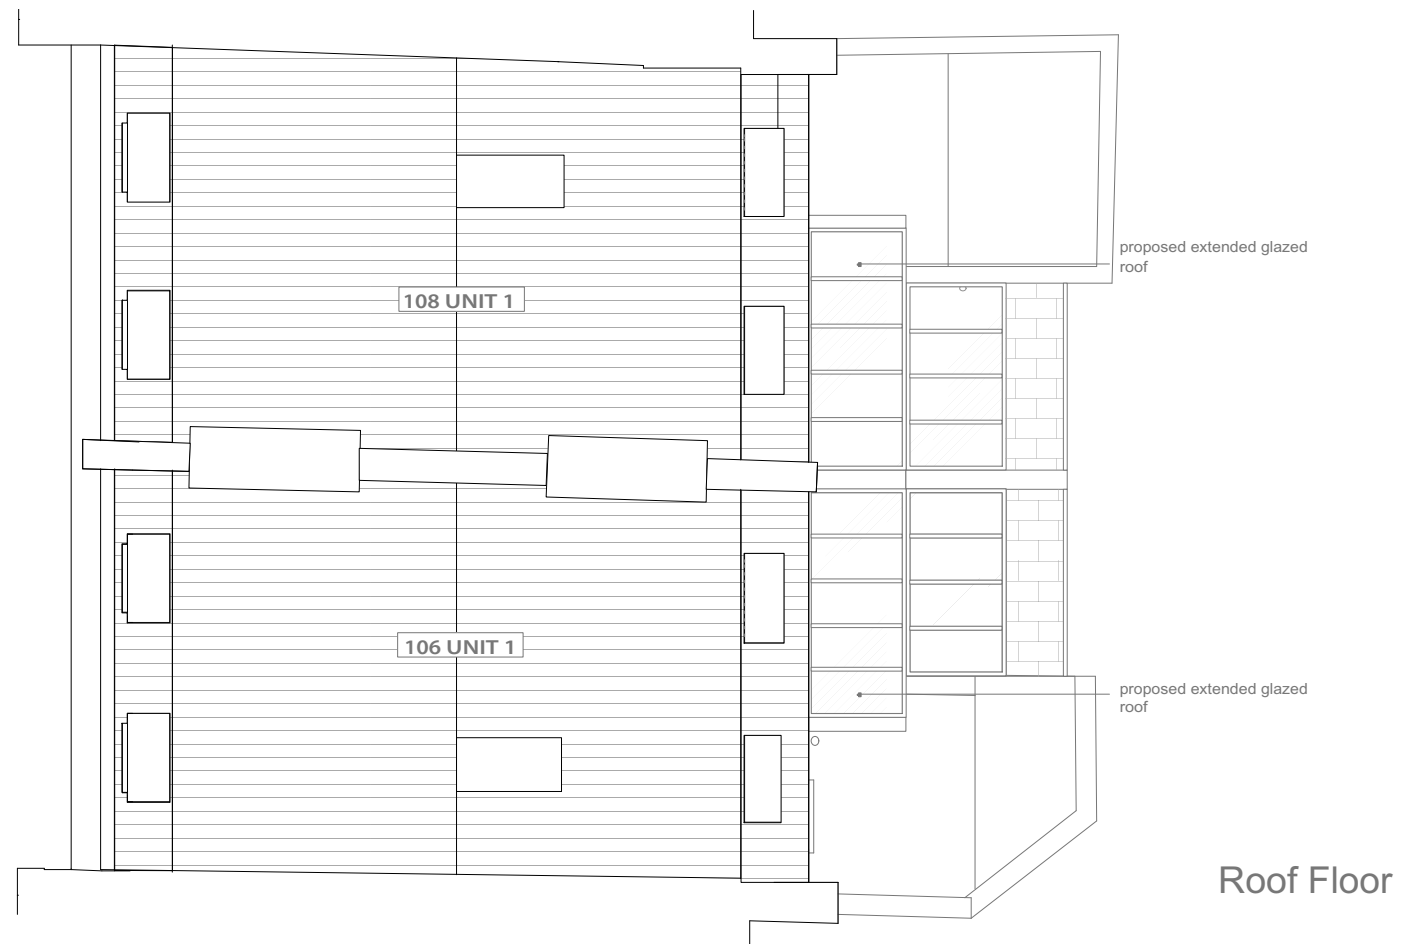 proposed extended glazed
roof
108 UNIT 1
106 UNIT 1
proposed extended glazed
roof
Roof Floor